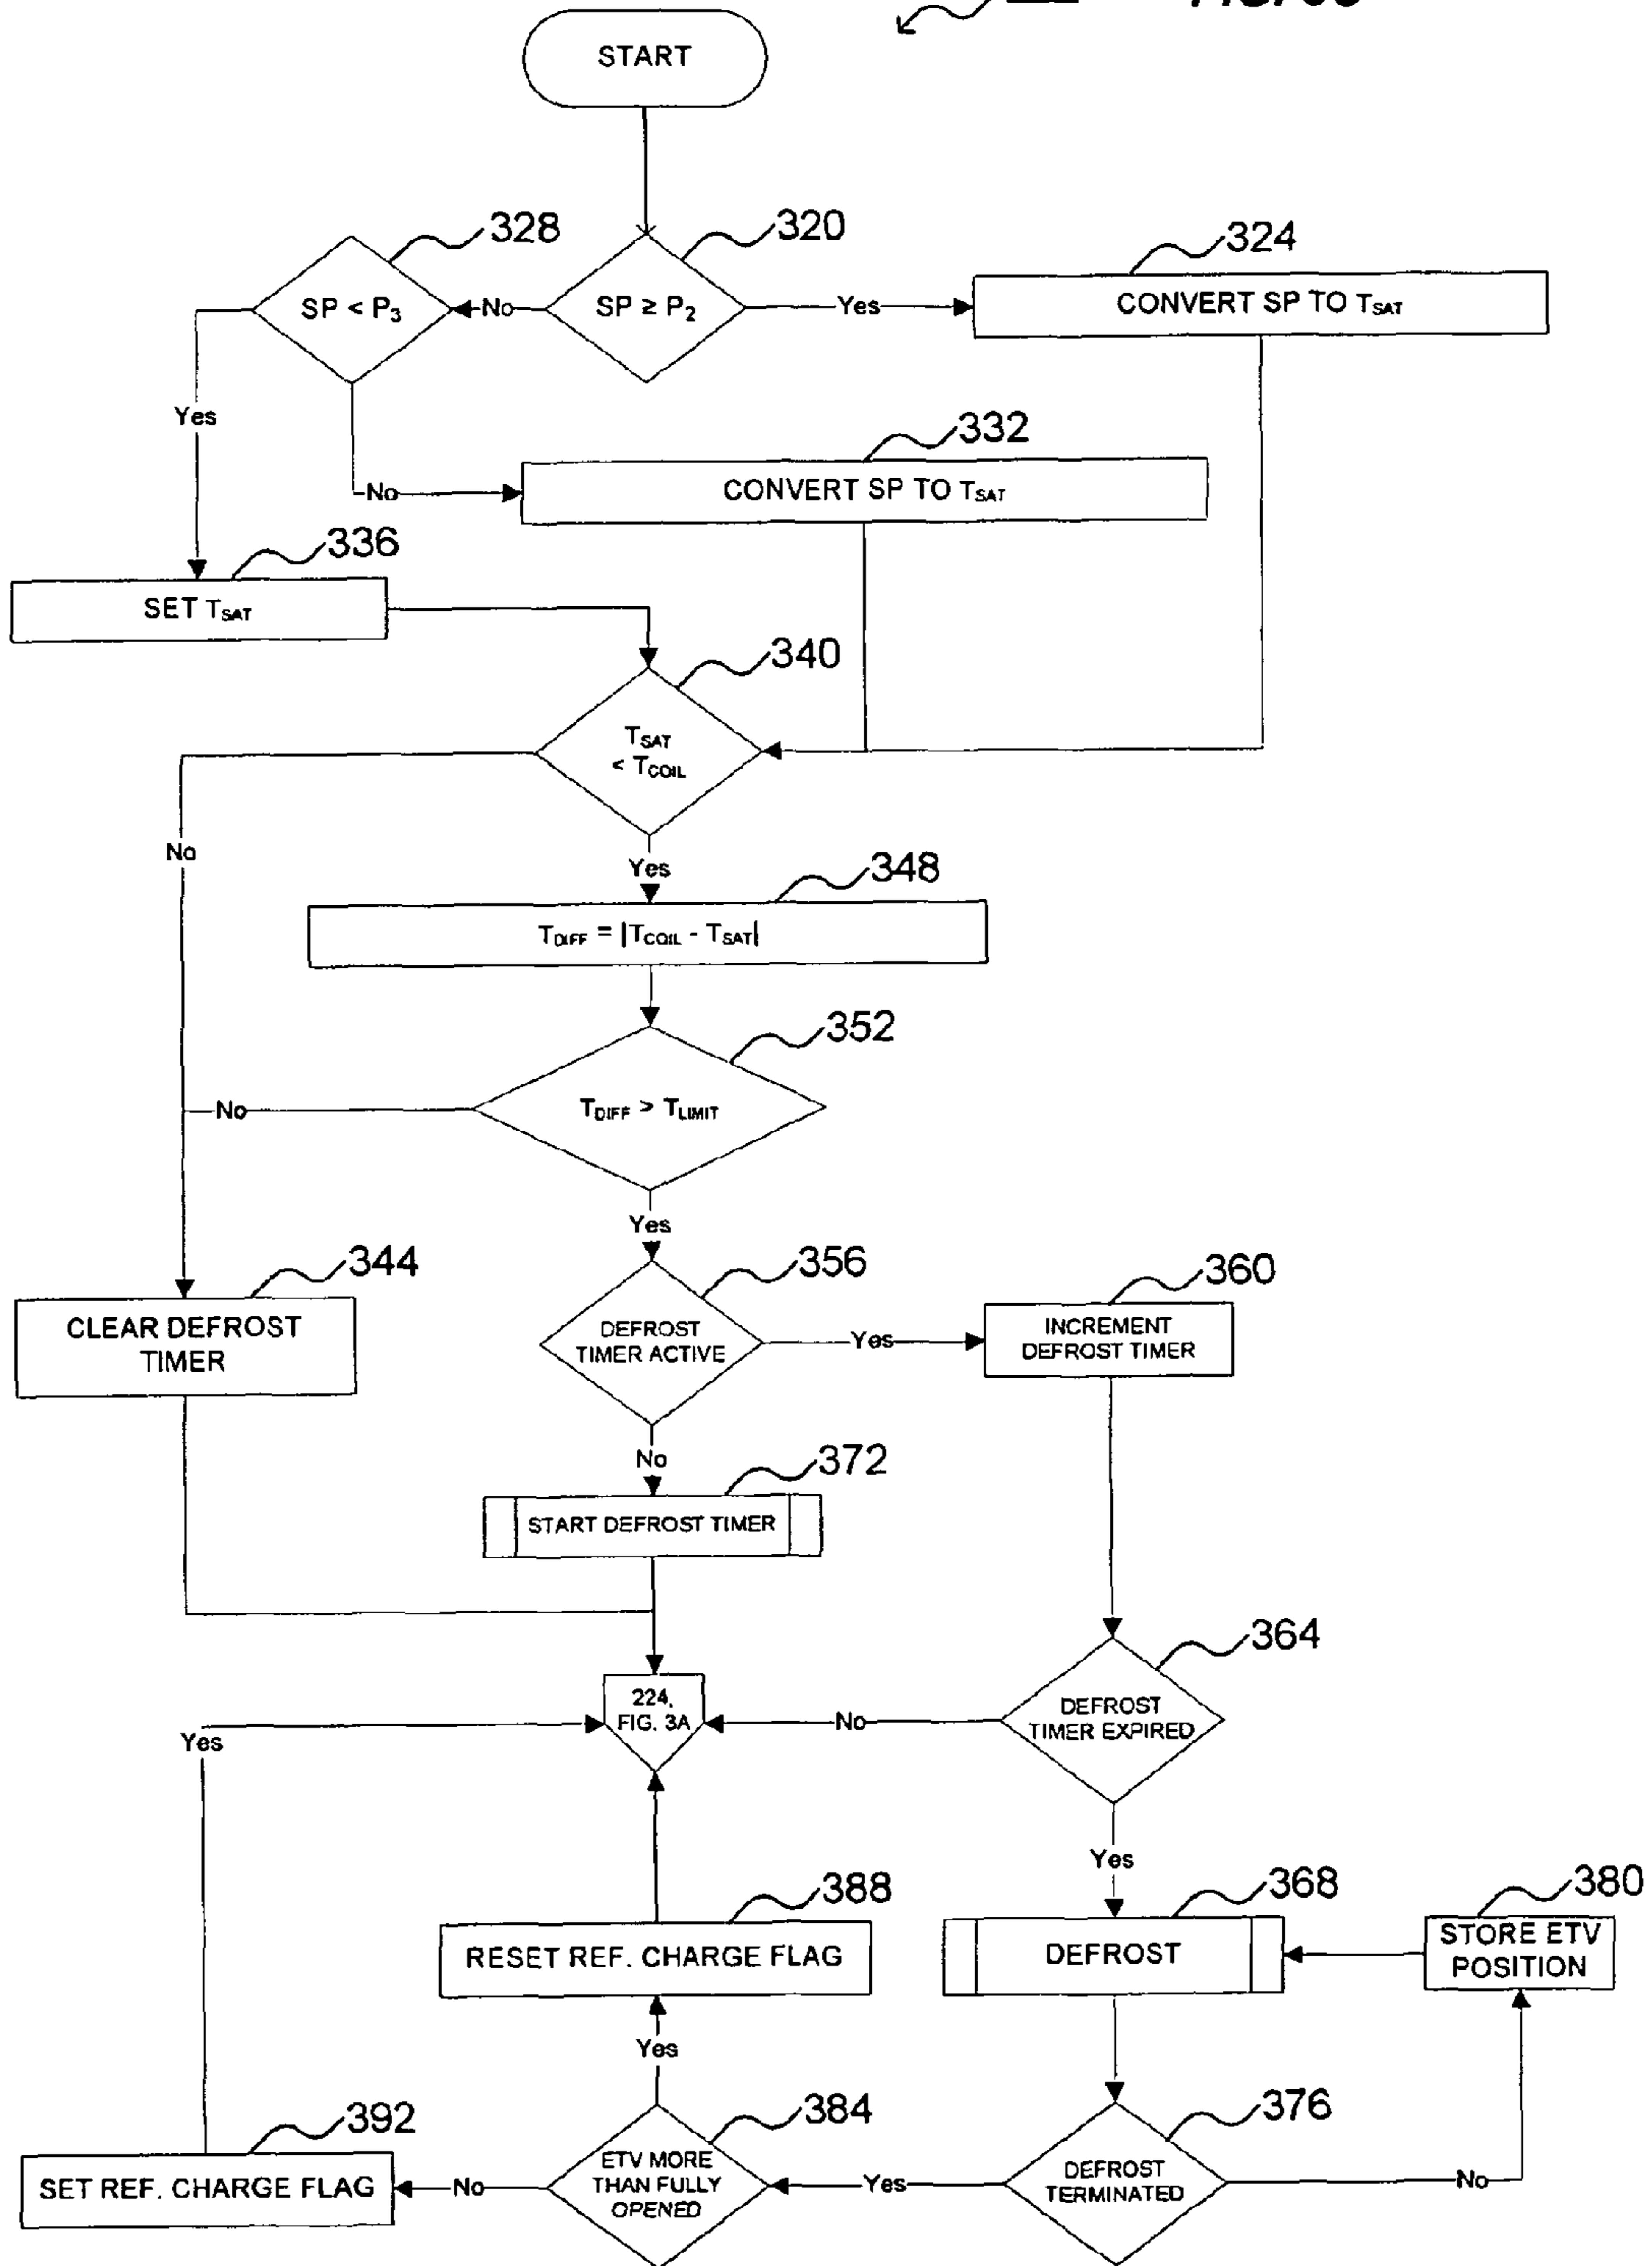 START
328
320
324
SP < P3
No
SP ≥ P2
Yes
CONVERT SP TO TSAT
Yes
332
No
CONVERT SP TO TSAT
336
SET TSAT
340
TSAT
< TCOIL
No
Yes
348
TDIFF = |TCOIL - TSAT|
352
No
TDIFF > TLIMIT
Yes
344
356
360
CLEAR DEFROST
TIMER
DEFROST
TIMER ACTIVE
Yes
INCREMENT
DEFROST TIMER
No
372
START DEFROST TIMER
364
224,
FIG. 3A
No
DEFROST
TIMER EXPIRED
Yes
Yes
388
368
380
RESET REF. CHARGE FLAG
DEFROST
STORE ETV
POSITION
Yes
392
384
376
SET REF. CHARGE FLAG
No
ETV MORE
THAN FULLY
OPENED
Yes
DEFROST
TERMINATED
No